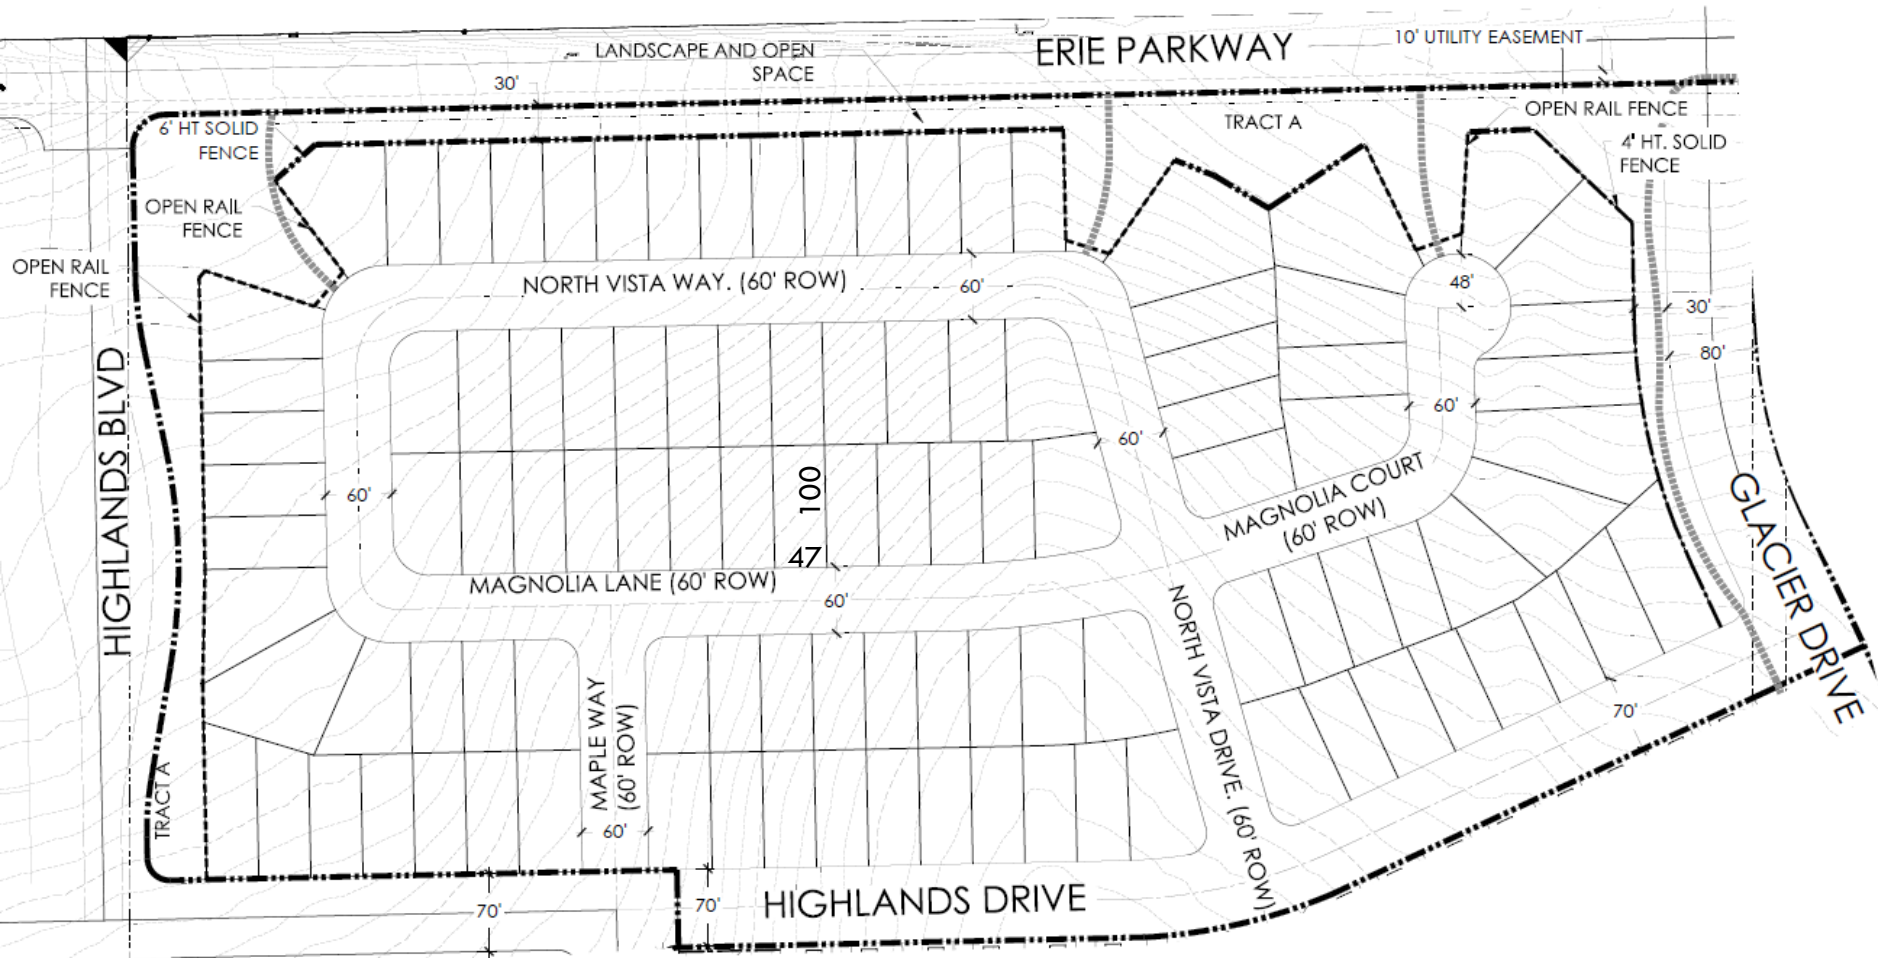 ERIE PARKWAY
10' UTILITY EASEMENT
LANDSCAPE AND OPEN
SPACE
30'
OPEN RAIL FENCE
TRACT A
6' HT SOLID
FENCE
4' HT. SOLID
FENCE
OPEN RAIL
FENCE
OPEN RAIL
FENCE
NORTH VISTA WAY. (60' ROW)
60'
48'
30'
80'
HIGHLANDS BLVD
60'
60'
60'
100
47
MAGNOLIA COURT
(60' ROW)
GLACIER DRIVE
MAGNOLIA LANE (60' ROW)
60'
NORTH VISTA DRIVE. (60' ROW)
MAPLE WAY
(60' ROW)
60'
70'
TRACT A
70'
70'
HIGHLANDS DRIVE